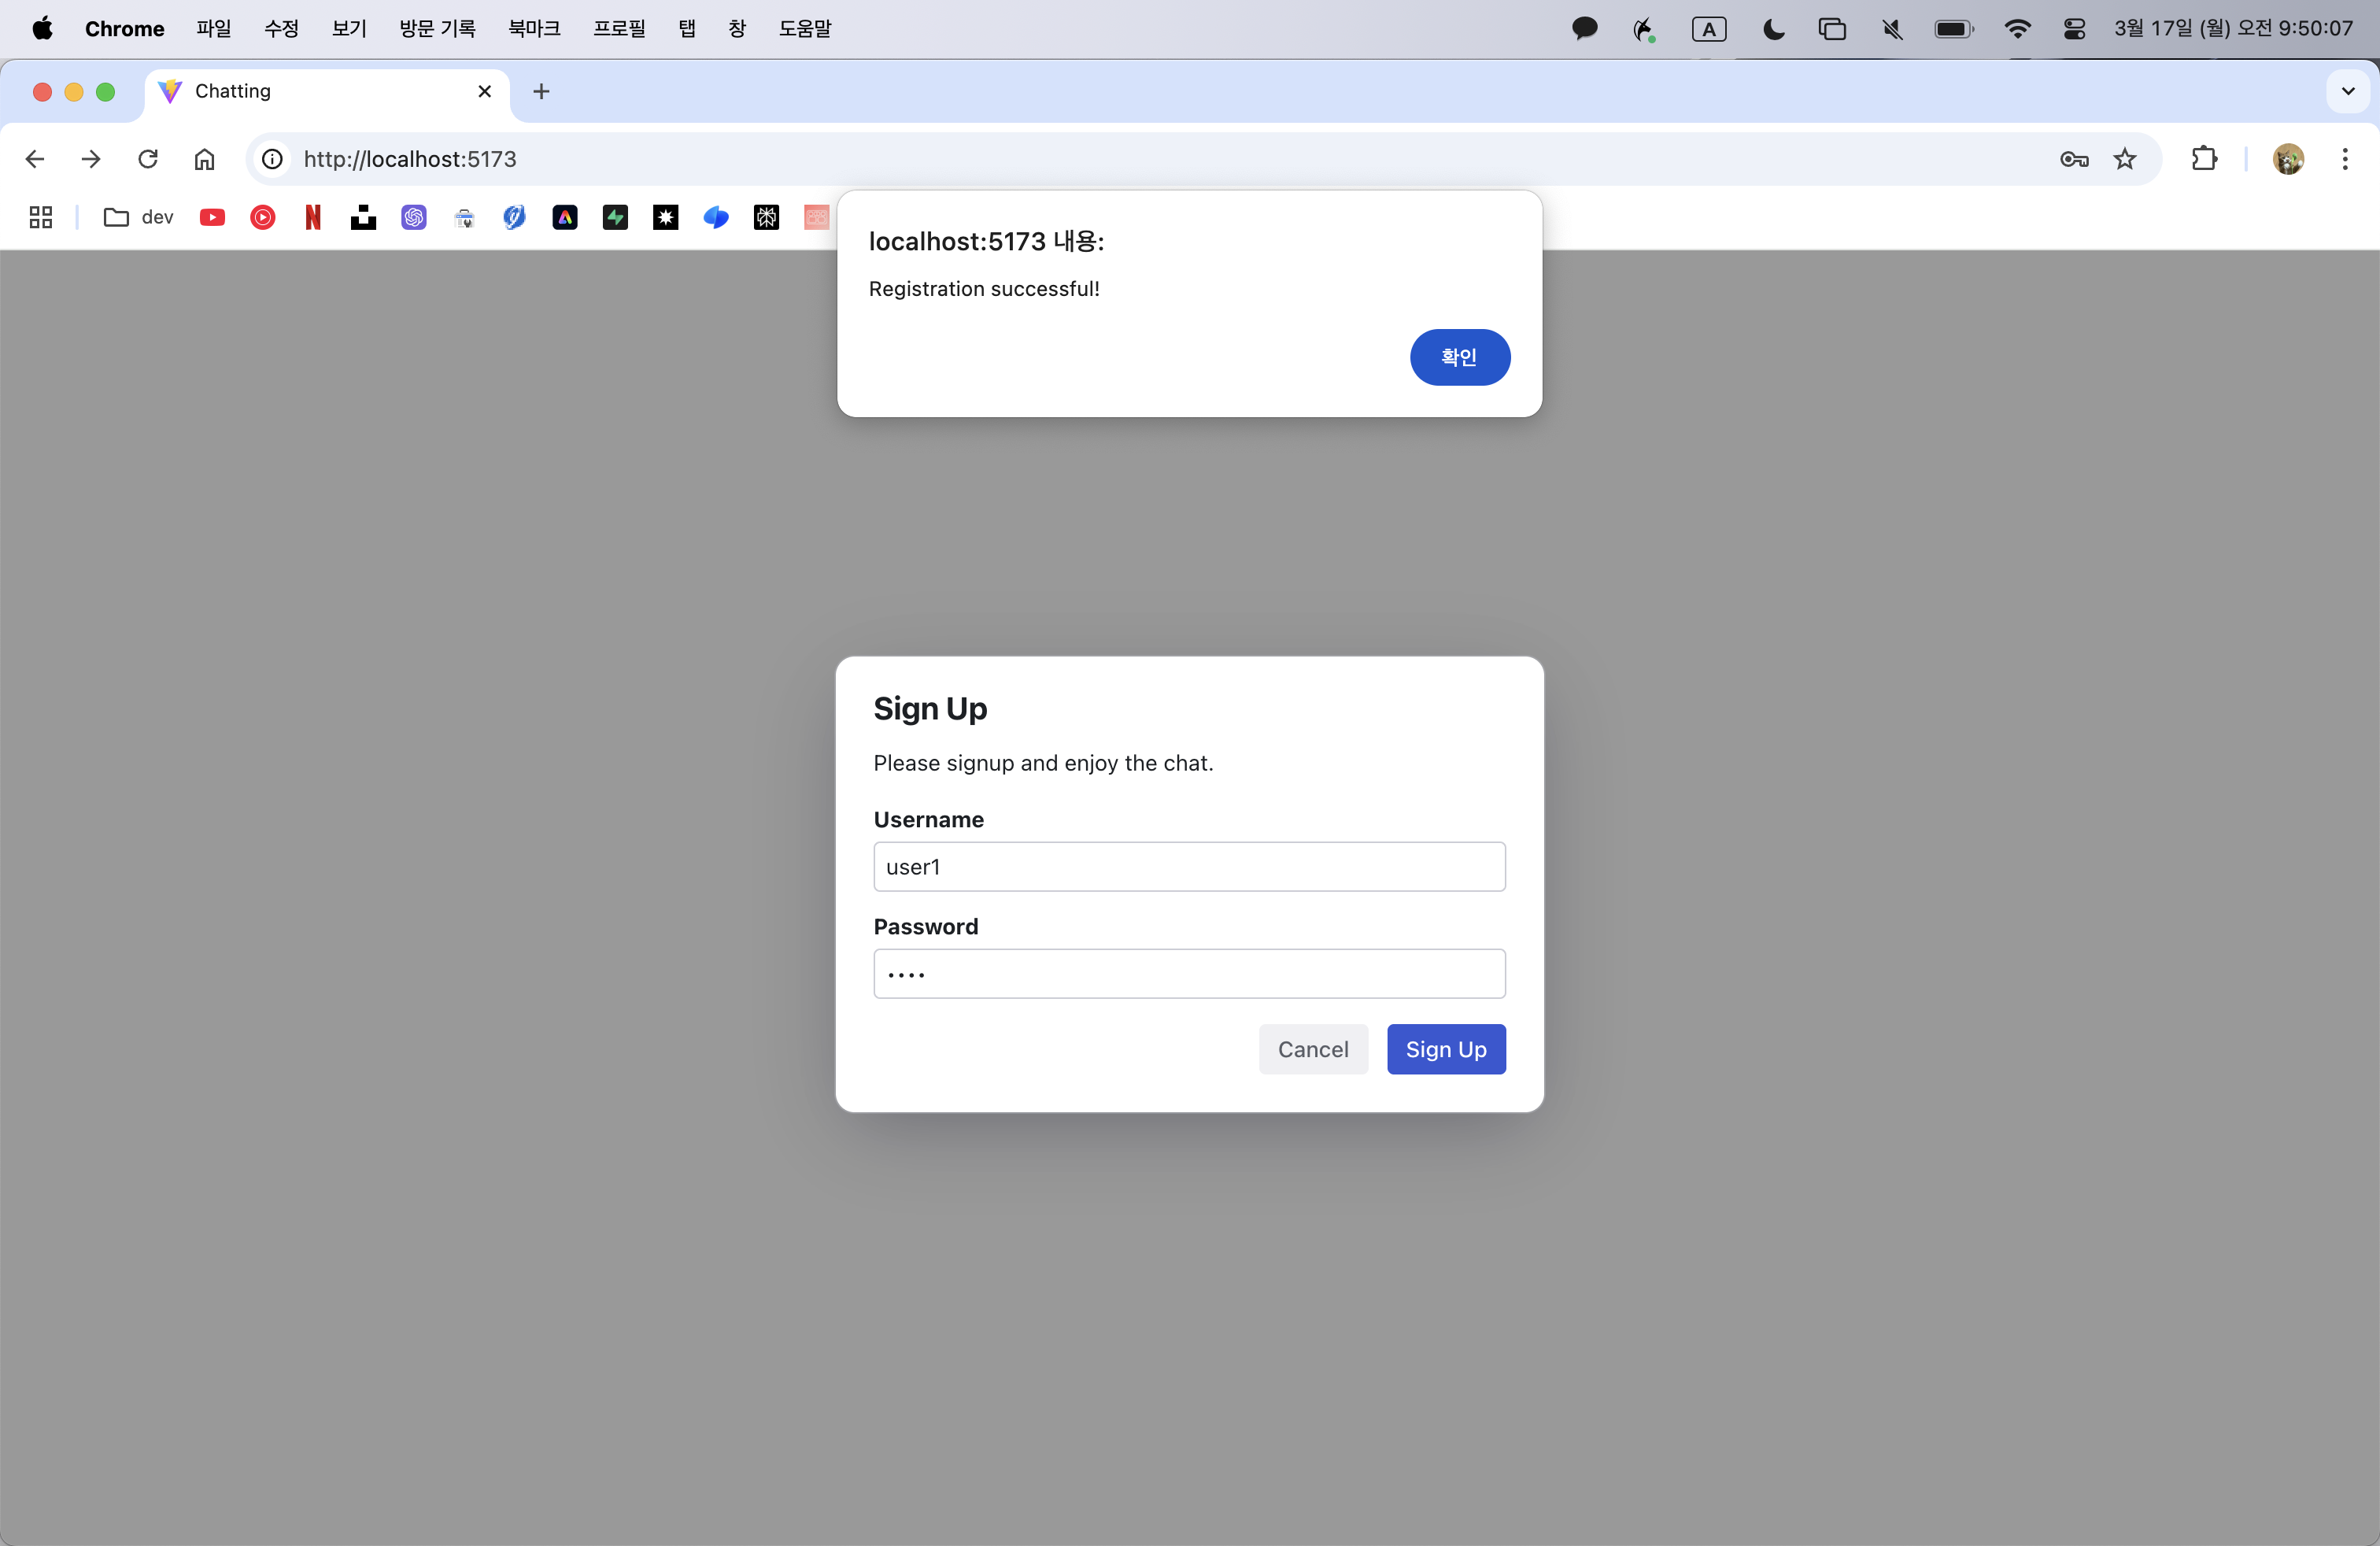 Chrome 파일 수정 보기 방문 기록 북마크 프로필 탭 창 도움말 A 3월 17일 (월) 오전 9:50:07
Chatting
http://localhost:5173
dev
localhost:5173 내용:
Registration successful!
확인
Sign Up
Please signup and enjoy the chat.
Username
user1
Password
••••
Cancel Sign Up